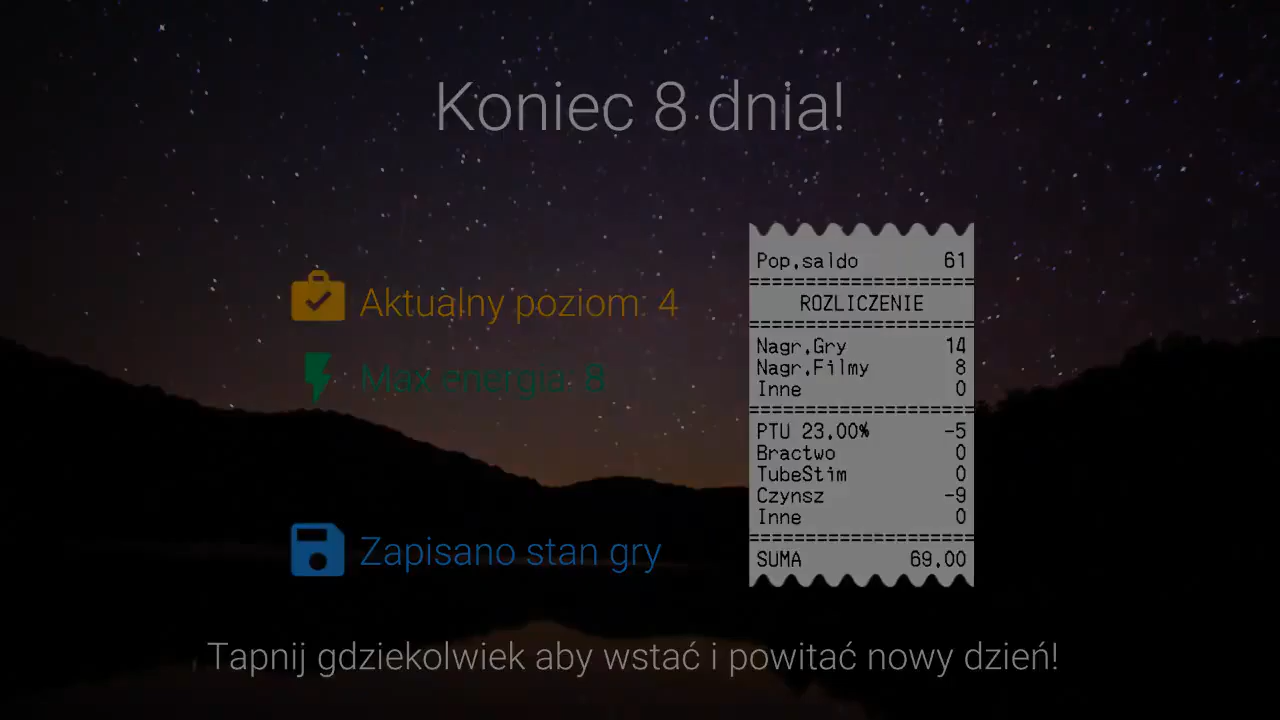 Koniec 8 dnia!
Aktualny poziom: 4
Max energia: 8
Zapisano stan gry
Pop.saldo 61
ROZLICZENIE
Nagr.Gry 14
Nagr.Filmy 8
Inne 0
PTU 23.00% -5
Bractwo 0
TubeStim 0
Czynsz -9
Inne 0
SUMA 69.00
Tapnij gdziekolwiek aby wstać i powitać nowy dzień!